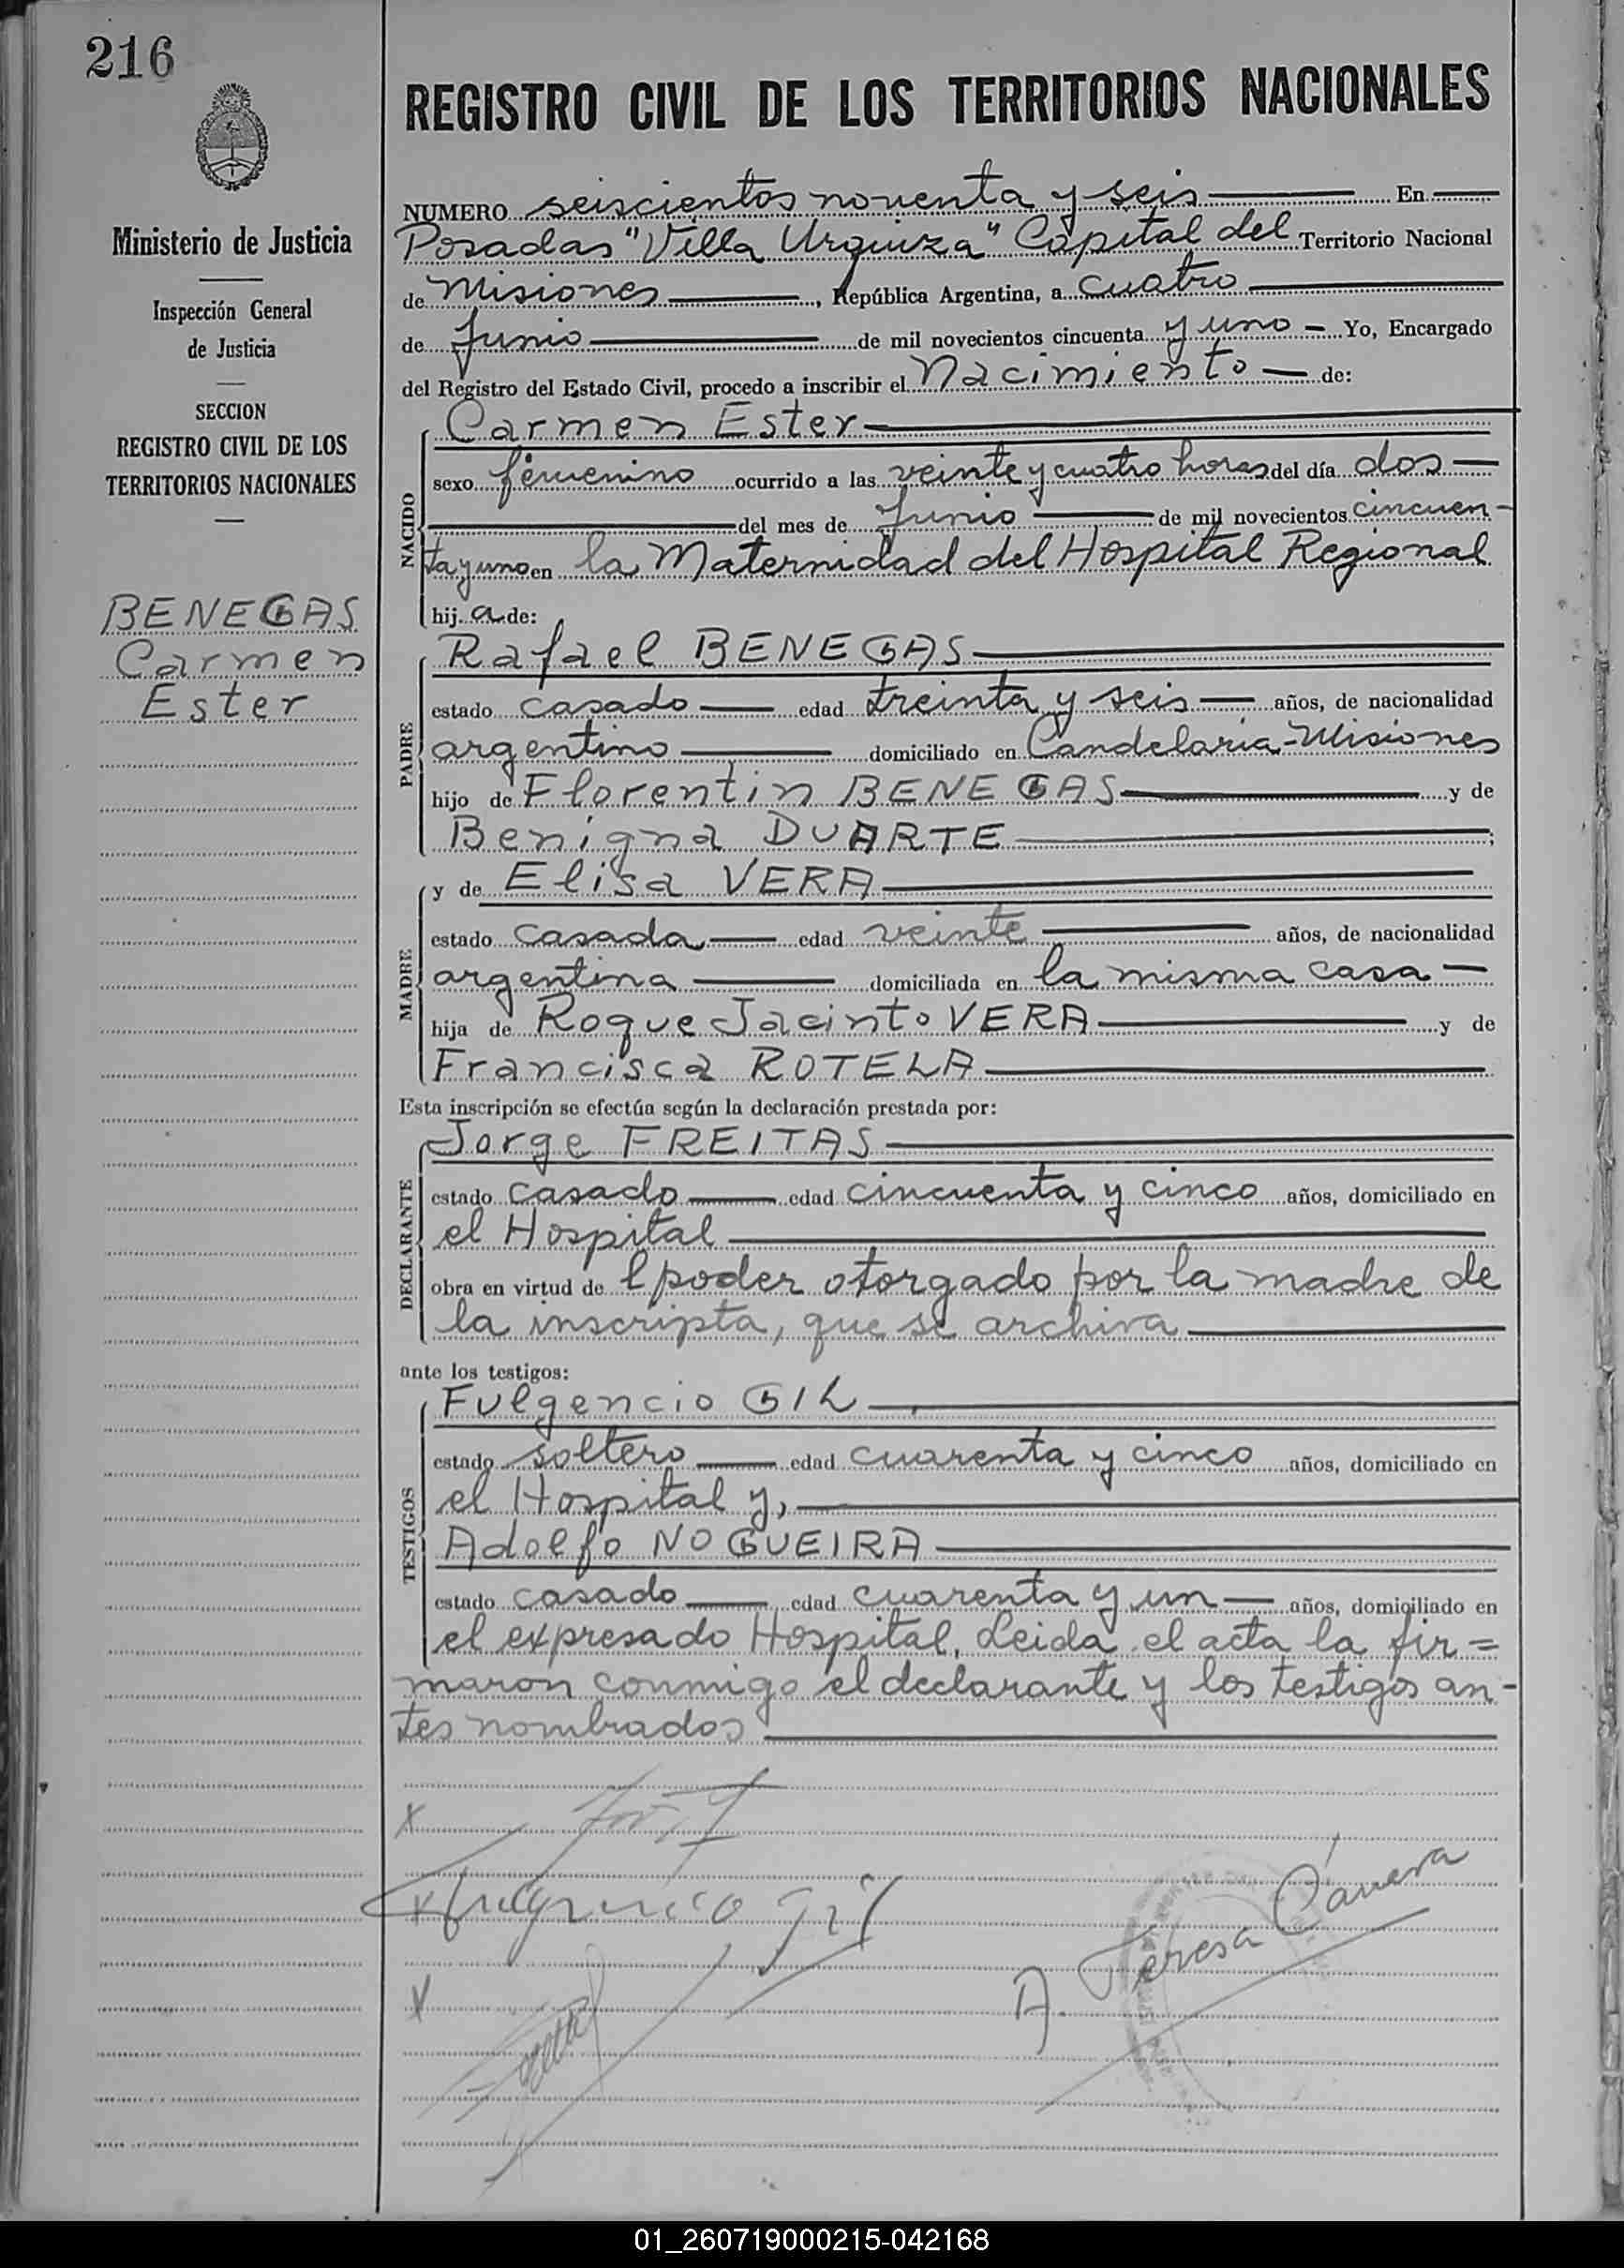 216
REGISTRO CIVIL DE LOS TERRITORIOS NACIONALES
Ministerio de Justicia
Inspección General
de Justicia
SECCION
REGISTRO CIVIL DE LOS
TERRITORIOS NACIONALES
BENEGAS
Carmen
Ester
NUMERO seiscientos noventa y seis En
Posadas "Villa Urquiza" Capital del Territorio Nacional
de Misiones, República Argentina, a cuatro
de Junio de mil novecientos cincuenta y uno Yo, Encargado
del Registro del Estado Civil, procedo a inscribir el Nacimiento de:
NACIDO
Carmen Ester
sexo femenino ocurrido a las veinte y cuatro horas del día dos
del mes de Junio de mil novecientos cincuen-
ta y uno en la Maternidad del Hospital Regional
hij a de:
PADRE
Rafael BENEGAS
estado casado edad treinta y seis años, de nacionalidad
argentino domiciliado en Candelaria-Misiones
hijo de Florentin BENEGAS y de
Benigna DUARTE;
MADRE
y de Elisa VERA
estado casada edad veinte años, de nacionalidad
argentina domiciliada en la misma casa
hija de Roque Jacinto VERA y de
Francisca ROTELA
Esta inscripción se efectúa según la declaración prestada por:
DECLARANTE
Jorge FREITAS
estado casado edad cincuenta y cinco años, domiciliado en
el Hospital
obra en virtud de l poder otorgado por la madre de
la inscripta, que se archiva
ante los testigos:
TESTIGOS
Fulgencio GIL
estado soltero edad cuarenta y cinco años, domiciliado en
el Hospital y,
Adolfo NOGUEIRA
estado casado edad cuarenta y un años, domiciliado en
el expresado Hospital. Leida el acta la fir=
maron conmigo el declarante y los testigos an-
tes nombrados
x
x Fulgencio Gil
x
A. Teresa
01_260719000215-042168